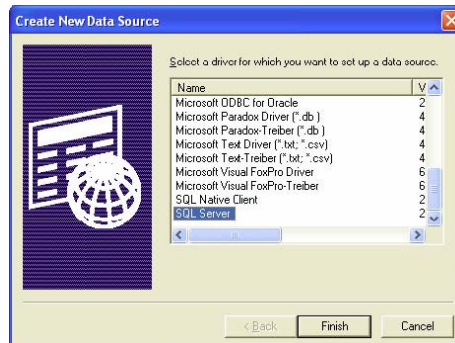 Create New Data Source
Select a driver for which you want to set up a data source.
Name V
Microsoft ODBC for Oracle 2
Microsoft Paradox Driver (*.db ) 4
Microsoft Paradox-Treiber (*.db ) 4
Microsoft Text Driver (*.txt; *.csv) 4
Microsoft Text-Treiber (*.txt; *.csv) 4
Microsoft Visual FoxPro Driver 6
Microsoft Visual FoxPro-Treiber 6
SQL Native Client 2
SQL Server 2
< Back Finish Cancel